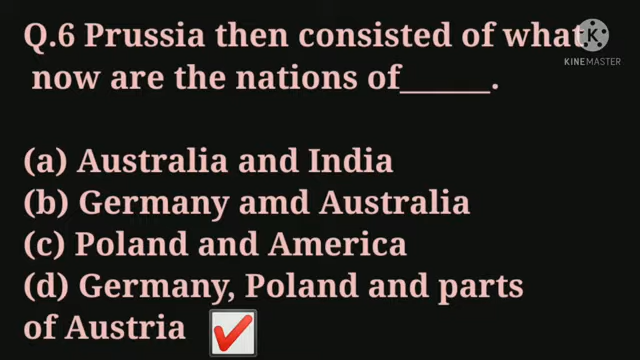 Q.6 Prussia then consisted of what
now are the nations of______.
K
KINEMASTER
(a) Australia and India
(b) Germany amd Australia
(c) Poland and America
(d) Germany, Poland and parts
of Austria